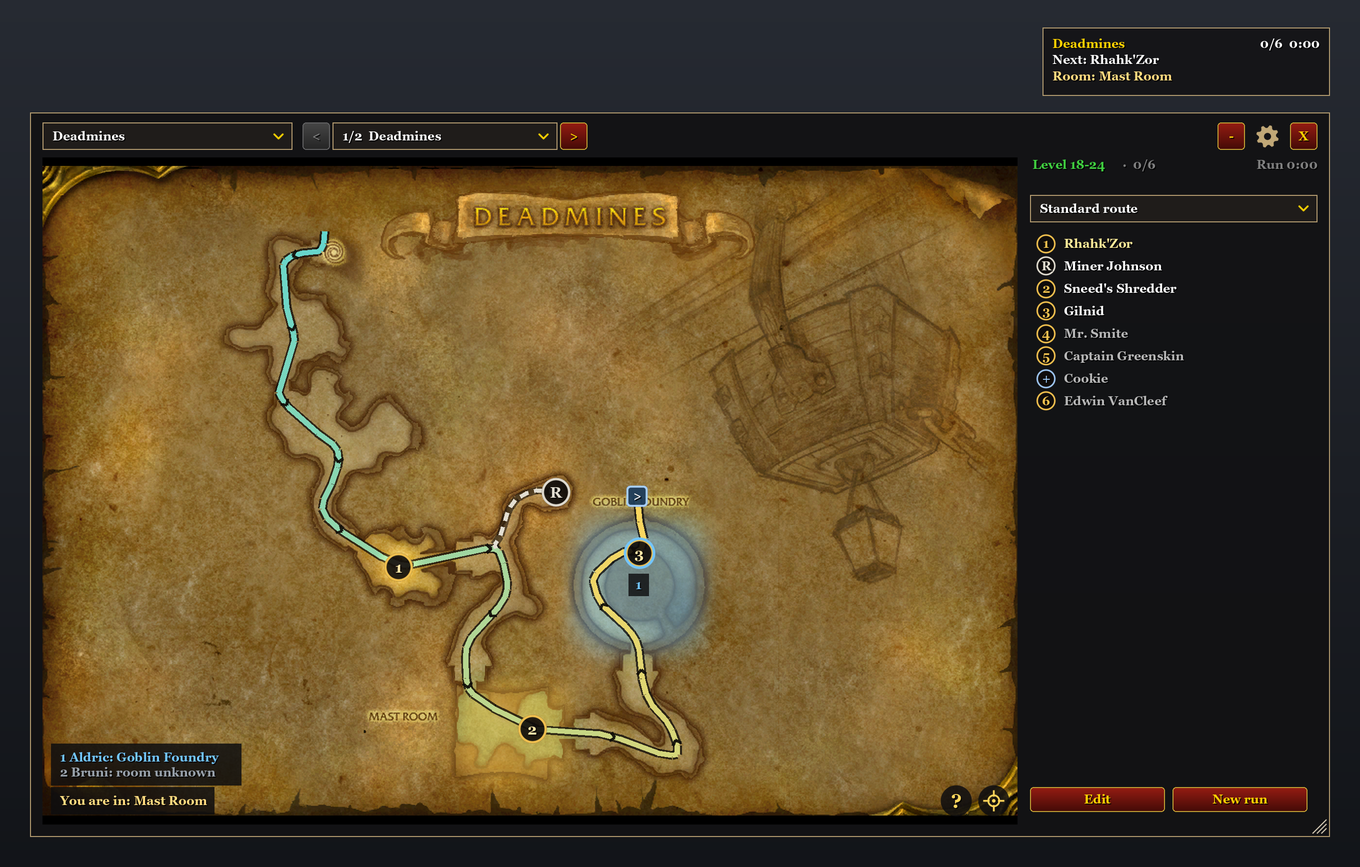 Deadmines 0/6 0:00
Next: Rhahk'Zor
Room: Mast Room
Deadmines
<
1/2 Deadmines
>
-
X
Level 18-24 · 0/6 Run 0:00
Standard route
1 Rhahk'Zor
R Miner Johnson
2 Sneed's Shredder
3 Gilnid
4 Mr. Smite
5 Captain Greenskin
+ Cookie
6 Edwin VanCleef
DEADMINES
R
>
3
1
1
MAST ROOM
2
1 Aldric: Goblin Foundry
2 Bruni: room unknown
You are in: Mast Room
?
Edit
New run